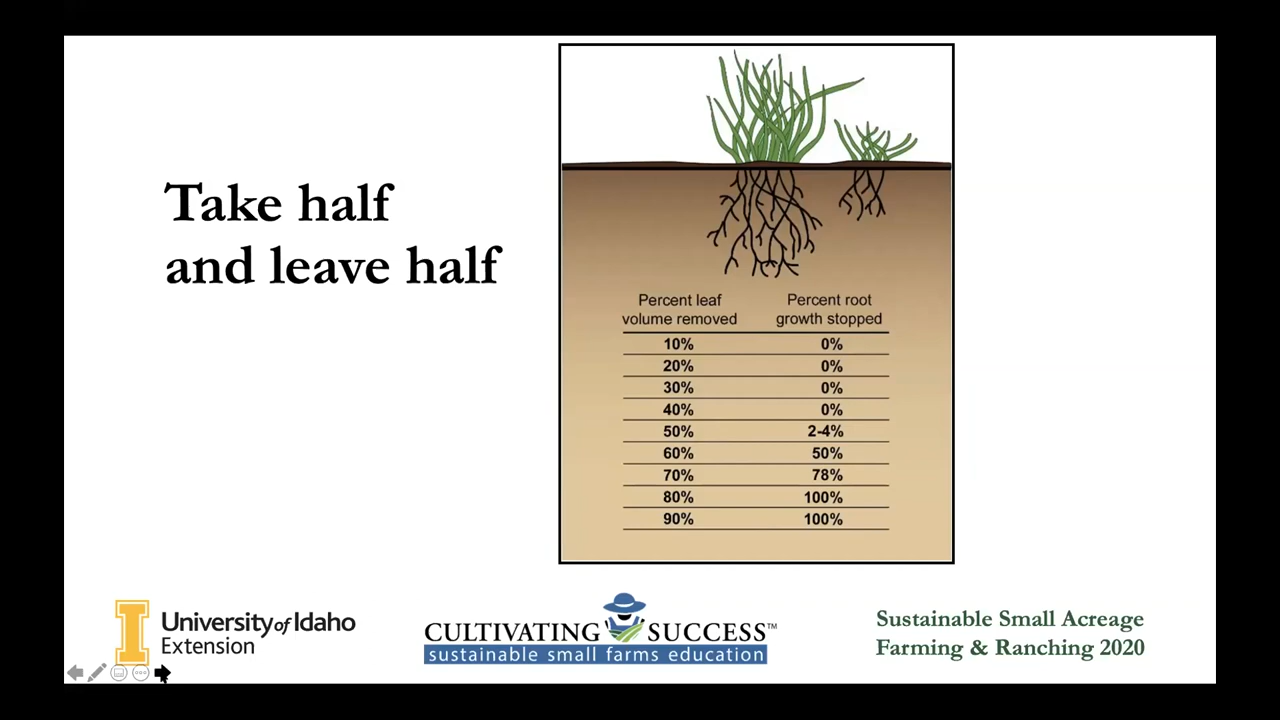 Take half
and leave half
Percent leaf
volume removed
Percent root
growth stopped
10% 0%
20% 0%
30% 0%
40% 0%
50% 2-4%
60% 50%
70% 78%
80% 100%
90% 100%
University of Idaho
Extension
CULTIVATING SUCCESS™
sustainable small farms education
Sustainable Small Acreage
Farming & Ranching 2020